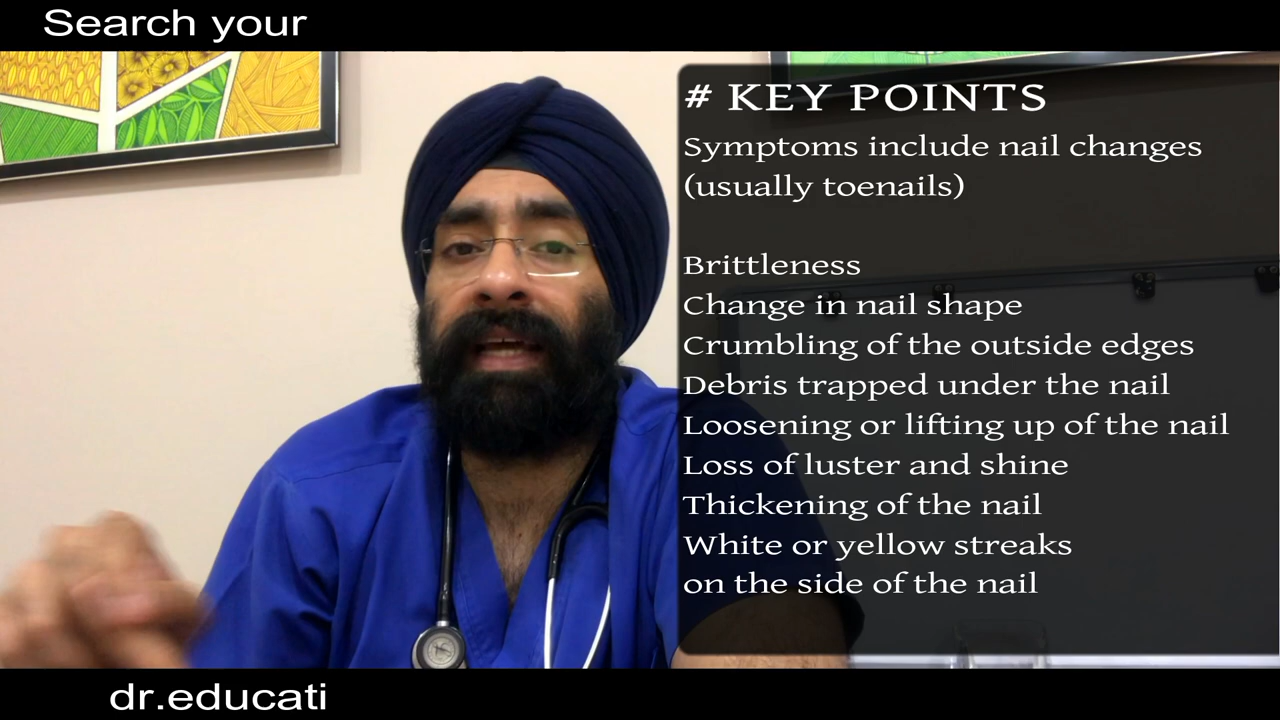 Search your
# KEY POINTS
Symptoms include nail changes
(usually toenails)
Brittleness
Change in nail shape
Crumbling of the outside edges
Debris trapped under the nail
Loosening or lifting up of the nail
Loss of luster and shine
Thickening of the nail
White or yellow streaks
on the side of the nail
dr.educati